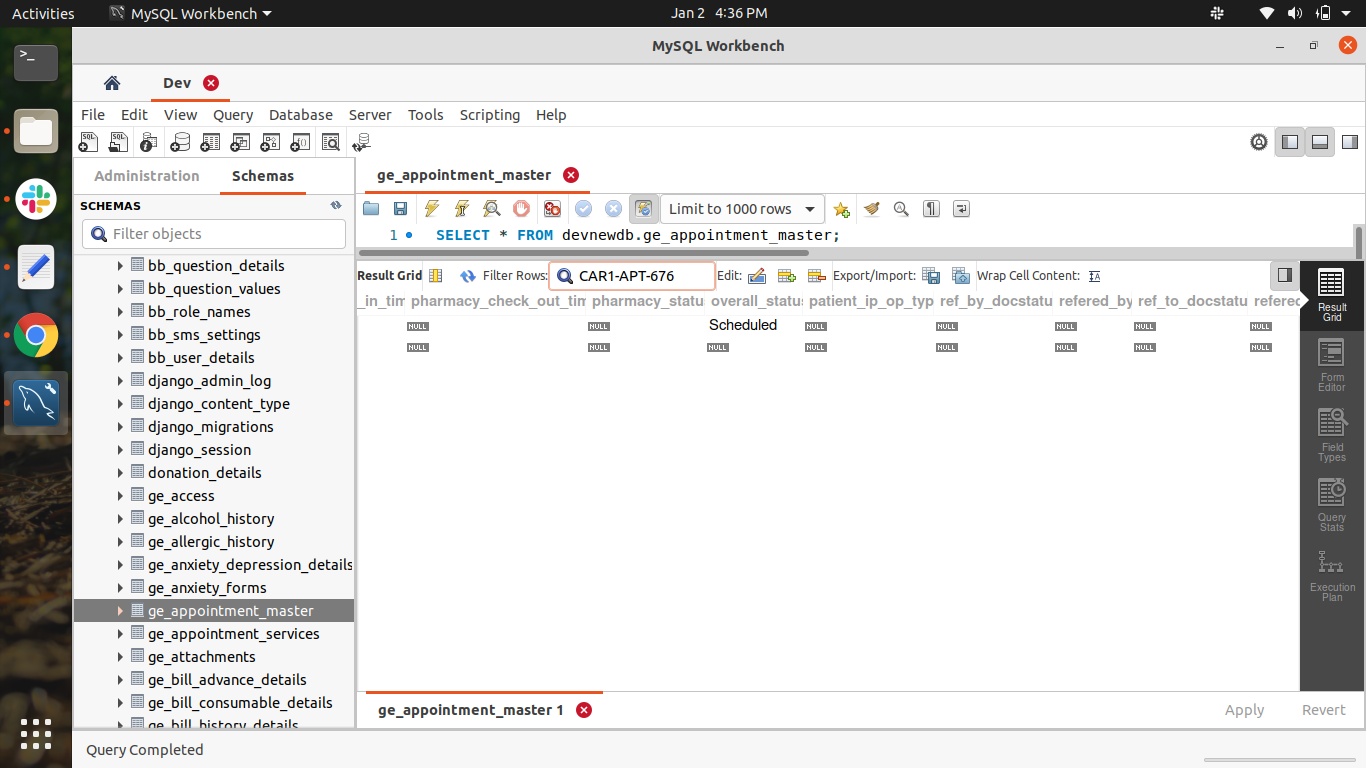 Activities MySQL Workbench Jan 2 4:36 PM
MySQL Workbench
Dev
File Edit View Query Database Server Tools Scripting Help
Administration Schemas ge_appointment_master
SCHEMAS
Limit to 1000 rows
Filter objects
1 SELECT * FROM devnewdb.ge_appointment_master;
Result Grid Filter Rows: CAR1-APT-676 Edit: Export/Import: Wrap Cell Content:
_in_tim pharmacy_check_out_tim pharmacy_statu overall_status patient_ip_op_typ ref_by_docstatu refered_by ref_to_docstatu refered
NULL NULL Scheduled NULL NULL NULL NULL NULL
NULL NULL NULL NULL NULL NULL NULL NULL
bb_question_details
bb_question_values
bb_role_names
bb_sms_settings
bb_user_details
django_admin_log
django_content_type
django_migrations
django_session
donation_details
ge_access
ge_alcohol_history
ge_allergic_history
ge_anxiety_depression_details
ge_anxiety_forms
ge_appointment_master
ge_appointment_services
ge_attachments
ge_bill_advance_details
ge_bill_consumable_details
ge_bill_history_details
Result
Grid
Form
Editor
Field
Types
Query
Stats
Execution
Plan
ge_appointment_master 1 Apply Revert
Query Completed